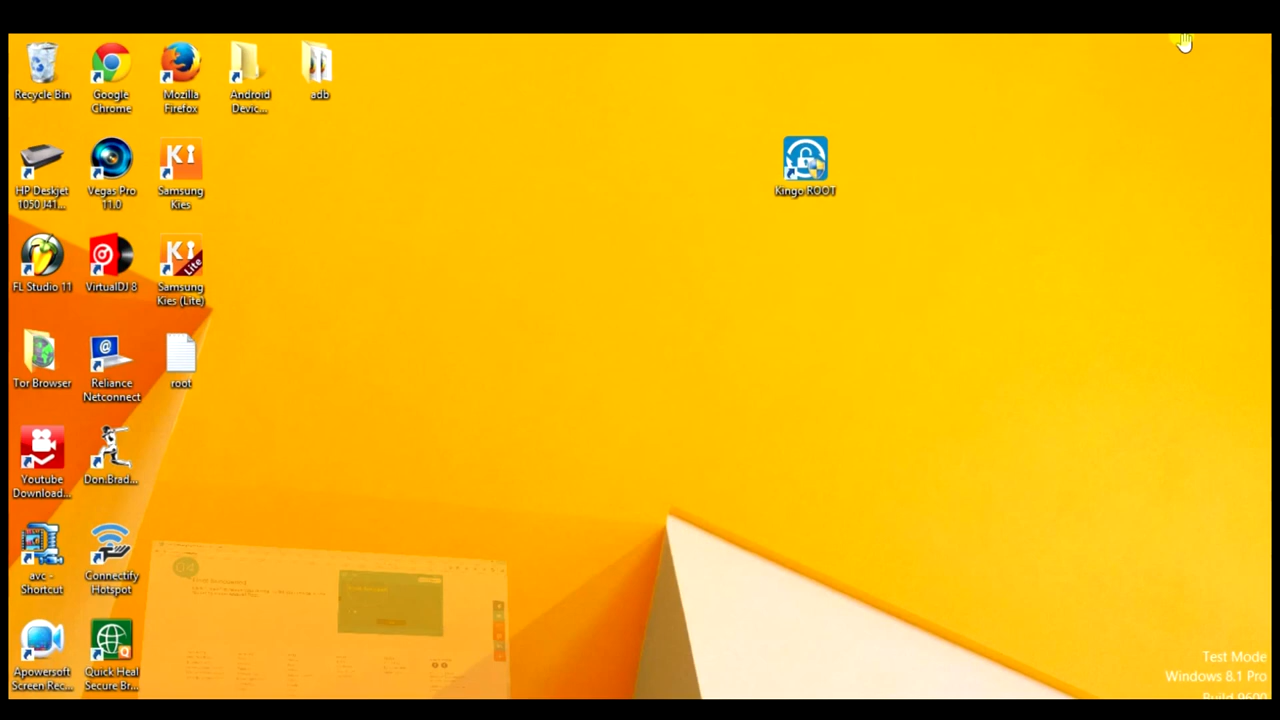 Recycle Bin
Google
Chrome
Mozilla
Firefox
Android
Devic...
adb
HP Deskjet
1050 J41...
Vegas Pro
11.0
Samsung
Kies
Kingo ROOT
FL Studio 11
VirtualDJ 8
Samsung
Kies (Lite)
Tor Browser
Reliance
Netconnect
root
Youtube
Download...
Don.Brad...
avc -
Shortcut
Connectify
Hotspot
Apowersoft
Screen Rec...
Quick Heal
Secure Br...
Test Mode
Windows 8.1 Pro
Build 9600